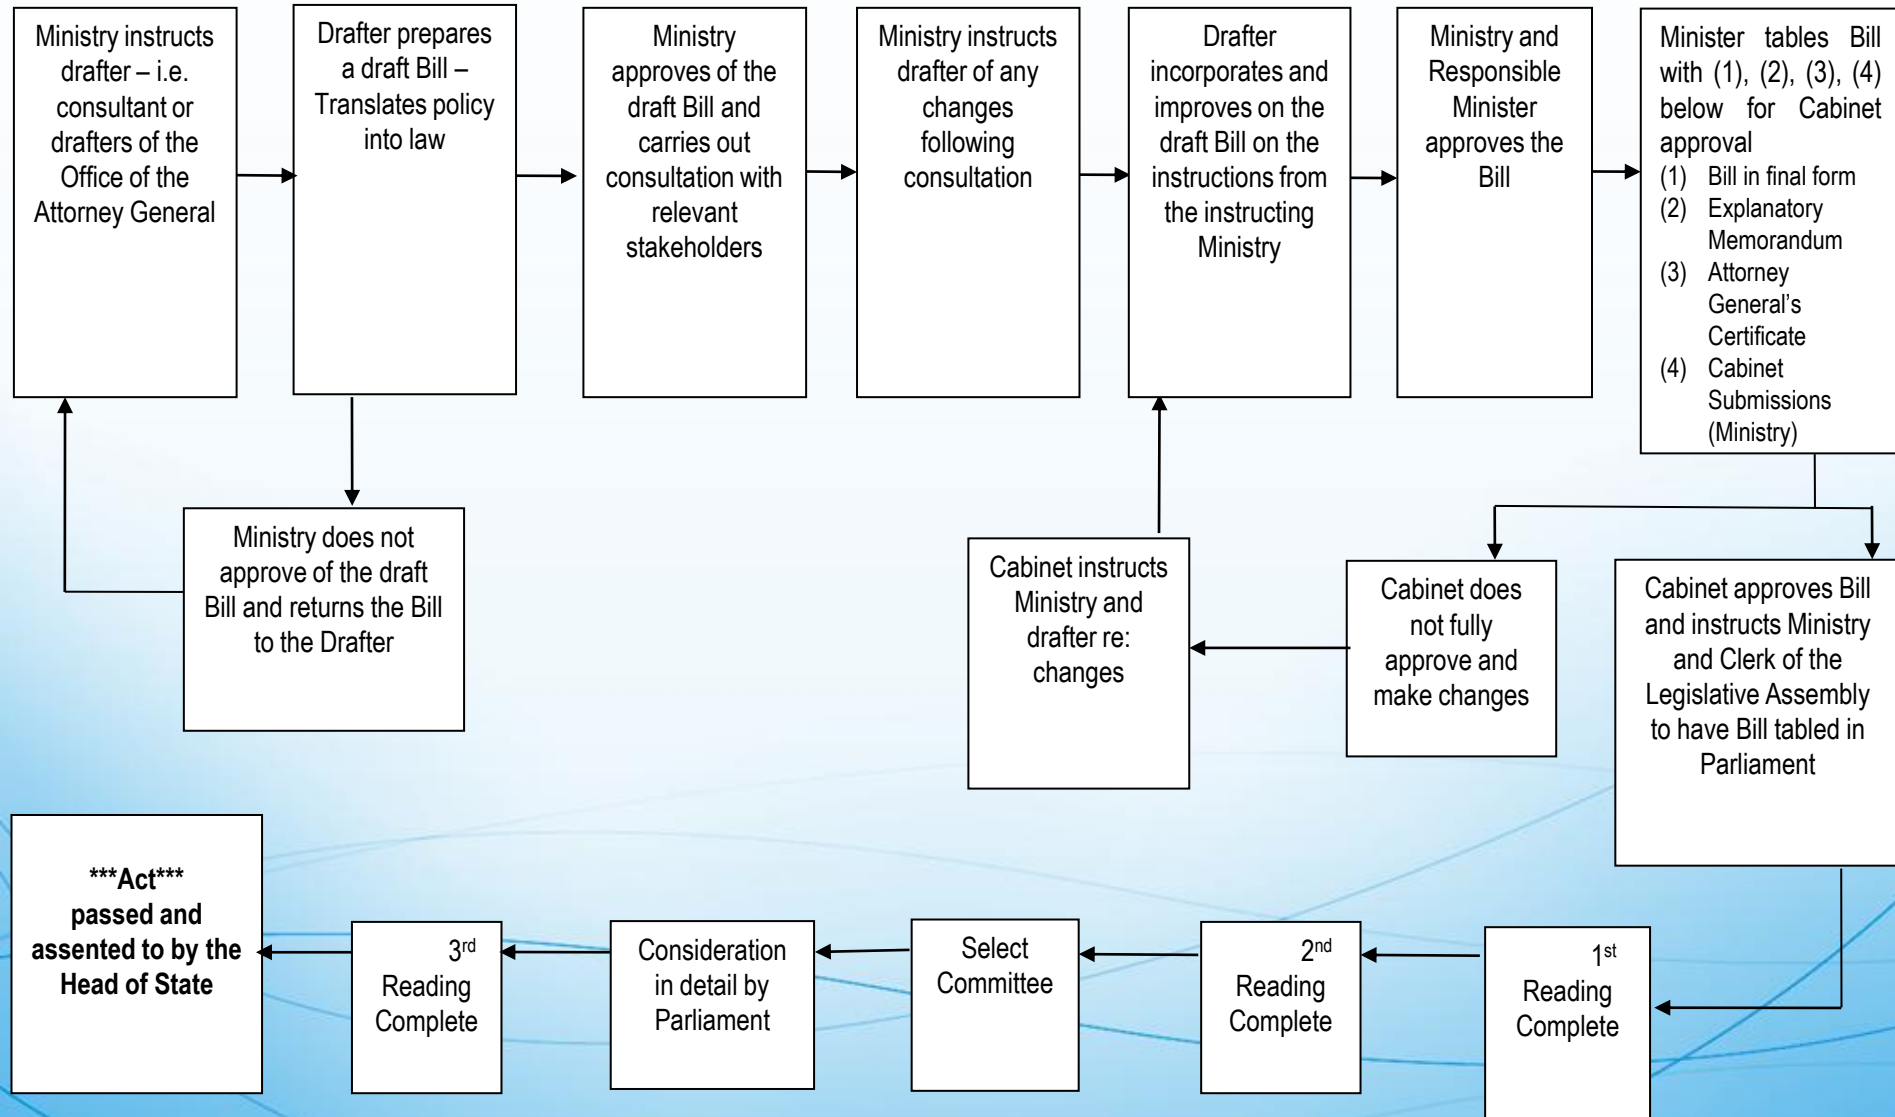 Ministry instructs
drafter – i.e.
consultant or
drafters of the
Office of the
Attorney General
Drafter prepares
a draft Bill –
Translates policy
into law
Ministry
approves of the
draft Bill and
carries out
consultation with
relevant
stakeholders
Ministry instructs
drafter of any
changes
following
consultation
Drafter
incorporates and
improves on the
draft Bill on the
instructions from
the instructing
Ministry
Ministry and
Responsible
Minister
approves the
Bill
Minister tables Bill
with (1), (2), (3), (4)
below for Cabinet
approval
(1) Bill in final form
(2) Explanatory
Memorandum
(3) Attorney
General’s
Certificate
(4) Cabinet
Submissions
(Ministry)
Ministry does not
approve of the draft
Bill and returns the Bill
to the Drafter
Cabinet instructs
Ministry and
drafter re:
changes
Cabinet does
not fully
approve and
make changes
Cabinet approves Bill
and instructs Ministry
and Clerk of the
Legislative Assembly
to have Bill tabled in
Parliament
1st
Reading
Complete
2nd
Reading
Complete
Select
Committee
Consideration
in detail by
Parliament
3rd
Reading
Complete
***Act***
passed and
assented to by the
Head of State